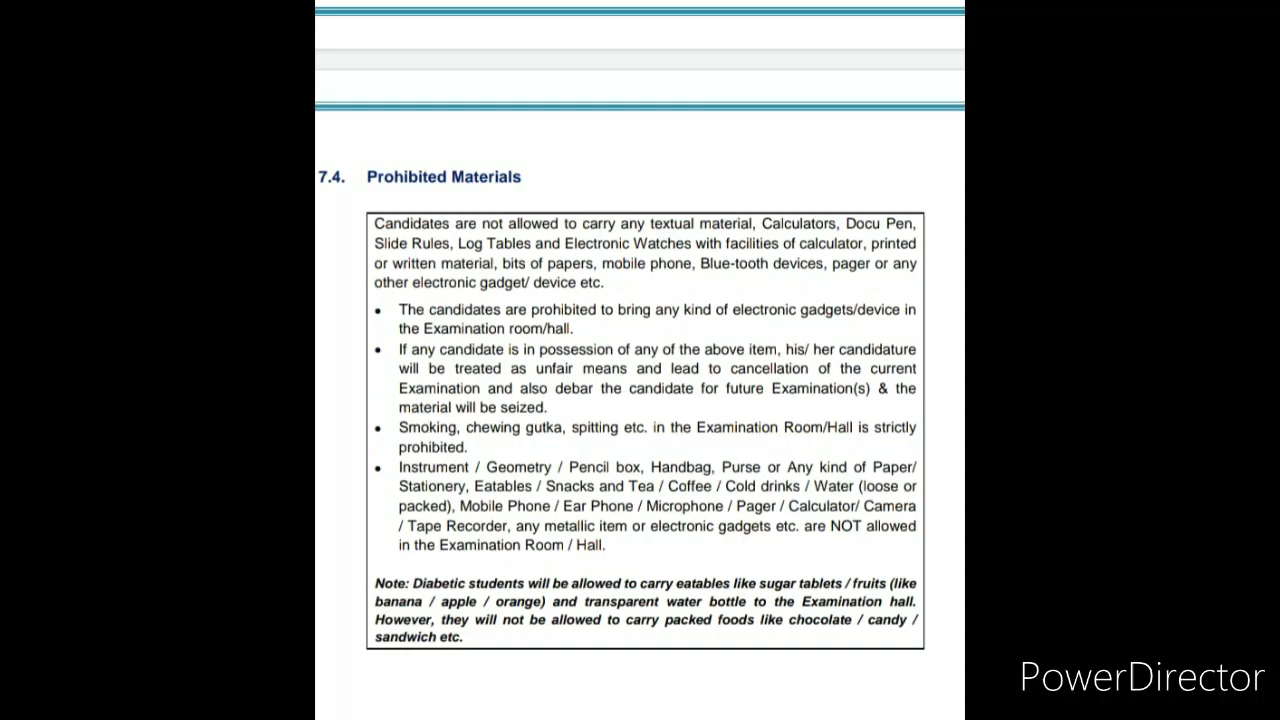 7.4. Prohibited Materials
Candidates are not allowed to carry any textual material, Calculators, Docu Pen,
Slide Rules, Log Tables and Electronic Watches with facilities of calculator, printed
or written material, bits of papers, mobile phone, Blue-tooth devices, pager or any
other electronic gadget/ device etc.
• The candidates are prohibited to bring any kind of electronic gadgets/device in
the Examination room/hall.
• If any candidate is in possession of any of the above item, his/ her candidature
will be treated as unfair means and lead to cancellation of the current
Examination and also debar the candidate for future Examination(s) & the
material will be seized.
• Smoking, chewing gutka, spitting etc. in the Examination Room/Hall is strictly
prohibited.
• Instrument / Geometry / Pencil box, Handbag, Purse or Any kind of Paper/
Stationery, Eatables / Snacks and Tea / Coffee / Cold drinks / Water (loose or
packed), Mobile Phone / Ear Phone / Microphone / Pager / Calculator/ Camera
/ Tape Recorder, any metallic item or electronic gadgets etc. are NOT allowed
in the Examination Room / Hall.
Note: Diabetic students will be allowed to carry eatables like sugar tablets / fruits (like
banana / apple / orange) and transparent water bottle to the Examination hall.
However, they will not be allowed to carry packed foods like chocolate / candy /
sandwich etc.
PowerDirector